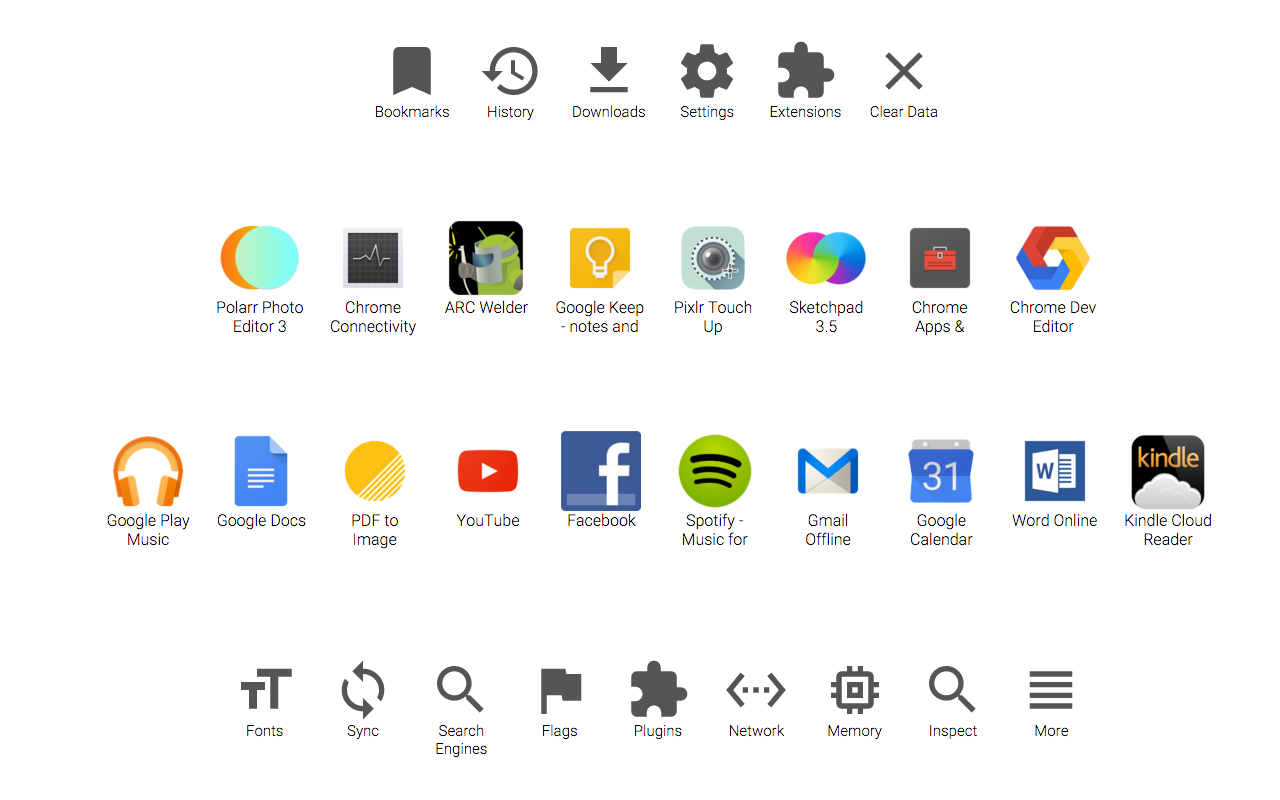 Bookmarks History Downloads Settings Extensions Clear Data
Polarr Photo Editor 3
Chrome Connectivity
ARC Welder
Google Keep - notes and
Pixlr Touch Up
Sketchpad 3.5
Chrome Apps &
Chrome Dev Editor
kindle
31
W
Google Play Music
Google Docs
PDF to Image
YouTube
Facebook
Spotify - Music for
Gmail Offline
Google Calendar
Word Online
Kindle Cloud Reader
Fonts Sync Search Engines Flags Plugins Network Memory Inspect More